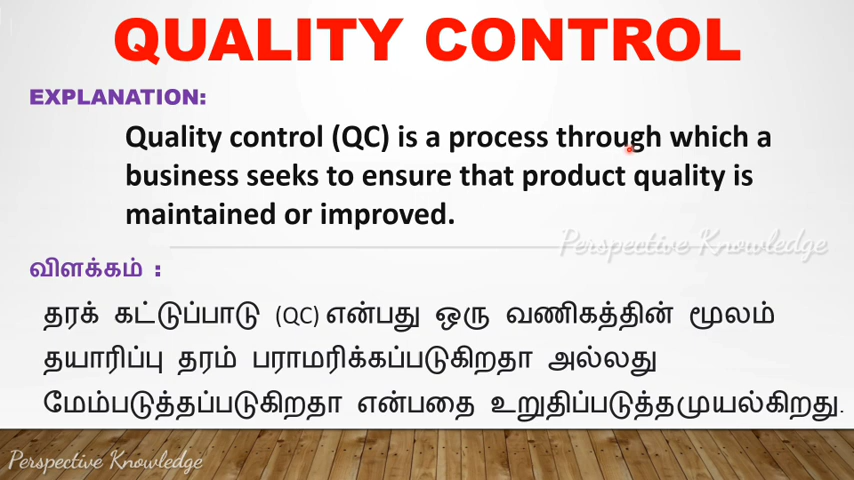 QUALITY CONTROL
EXPLANATION:
Quality control (QC) is a process through which a
business seeks to ensure that product quality is
maintained or improved.
Perspective Knowledge
விளக்கம் :
தரக் கட்டுப்பாடு (QC) என்பது ஒரு வணிகத்தின் மூலம்
தயாரிப்பு தரம் பராமரிக்கப்படுகிறதா அல்லது
மேம்படுத்தப்படுகிறதா என்பதை உறுதிப்படுத்தமுயல்கிறது.
Perspective Knowledge